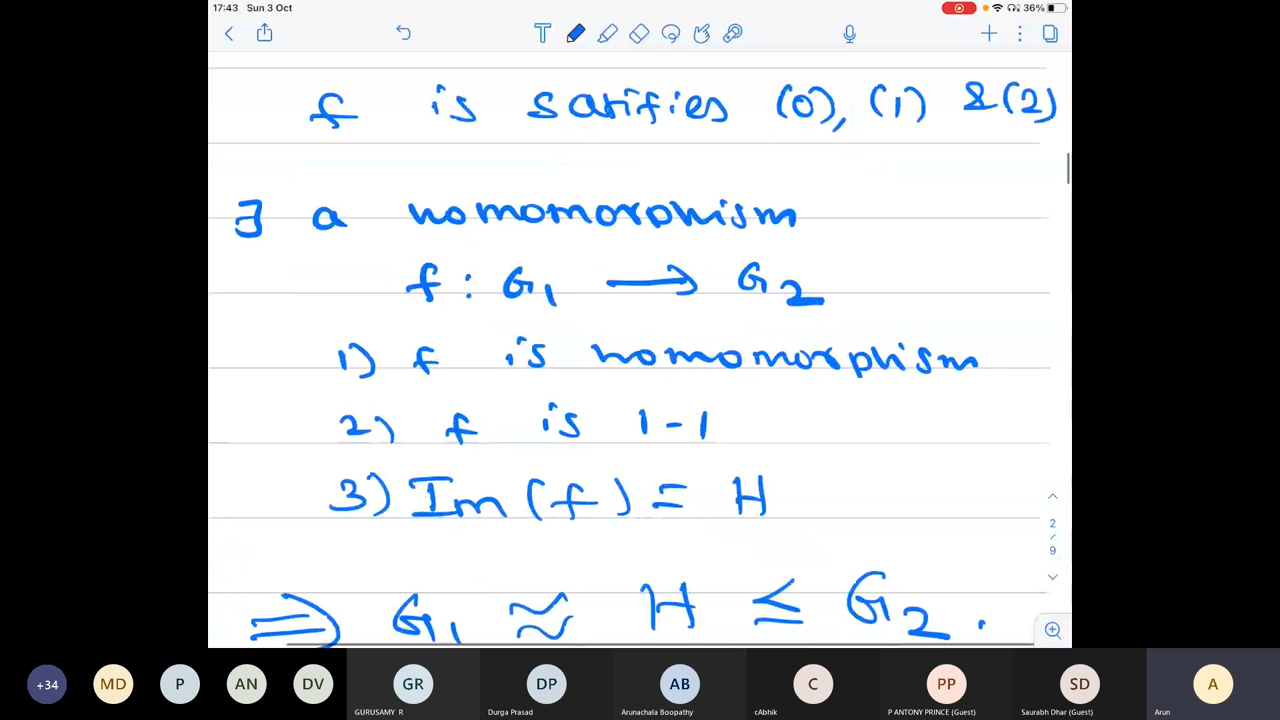 17:43 Sun 3 Oct
36%
T
f is satifies (0), (1) &(2)
∃ a homomorphism
f : G1 ⟶ G2
1) f is homomorphism
2) f is 1-1
3) Im (f) = H
2
/
9
⟹ G1 ≈ H ≤ G2 .
+34
MD
P
AN
DV
GR
DP
AB
C
PP
SD
A
GURUSAMY R
Durga Prasad
Arunachala Boopathy
cAbhik
P ANTONY PRINCE (Guest)
Saurabh Dhar (Guest)
Arun